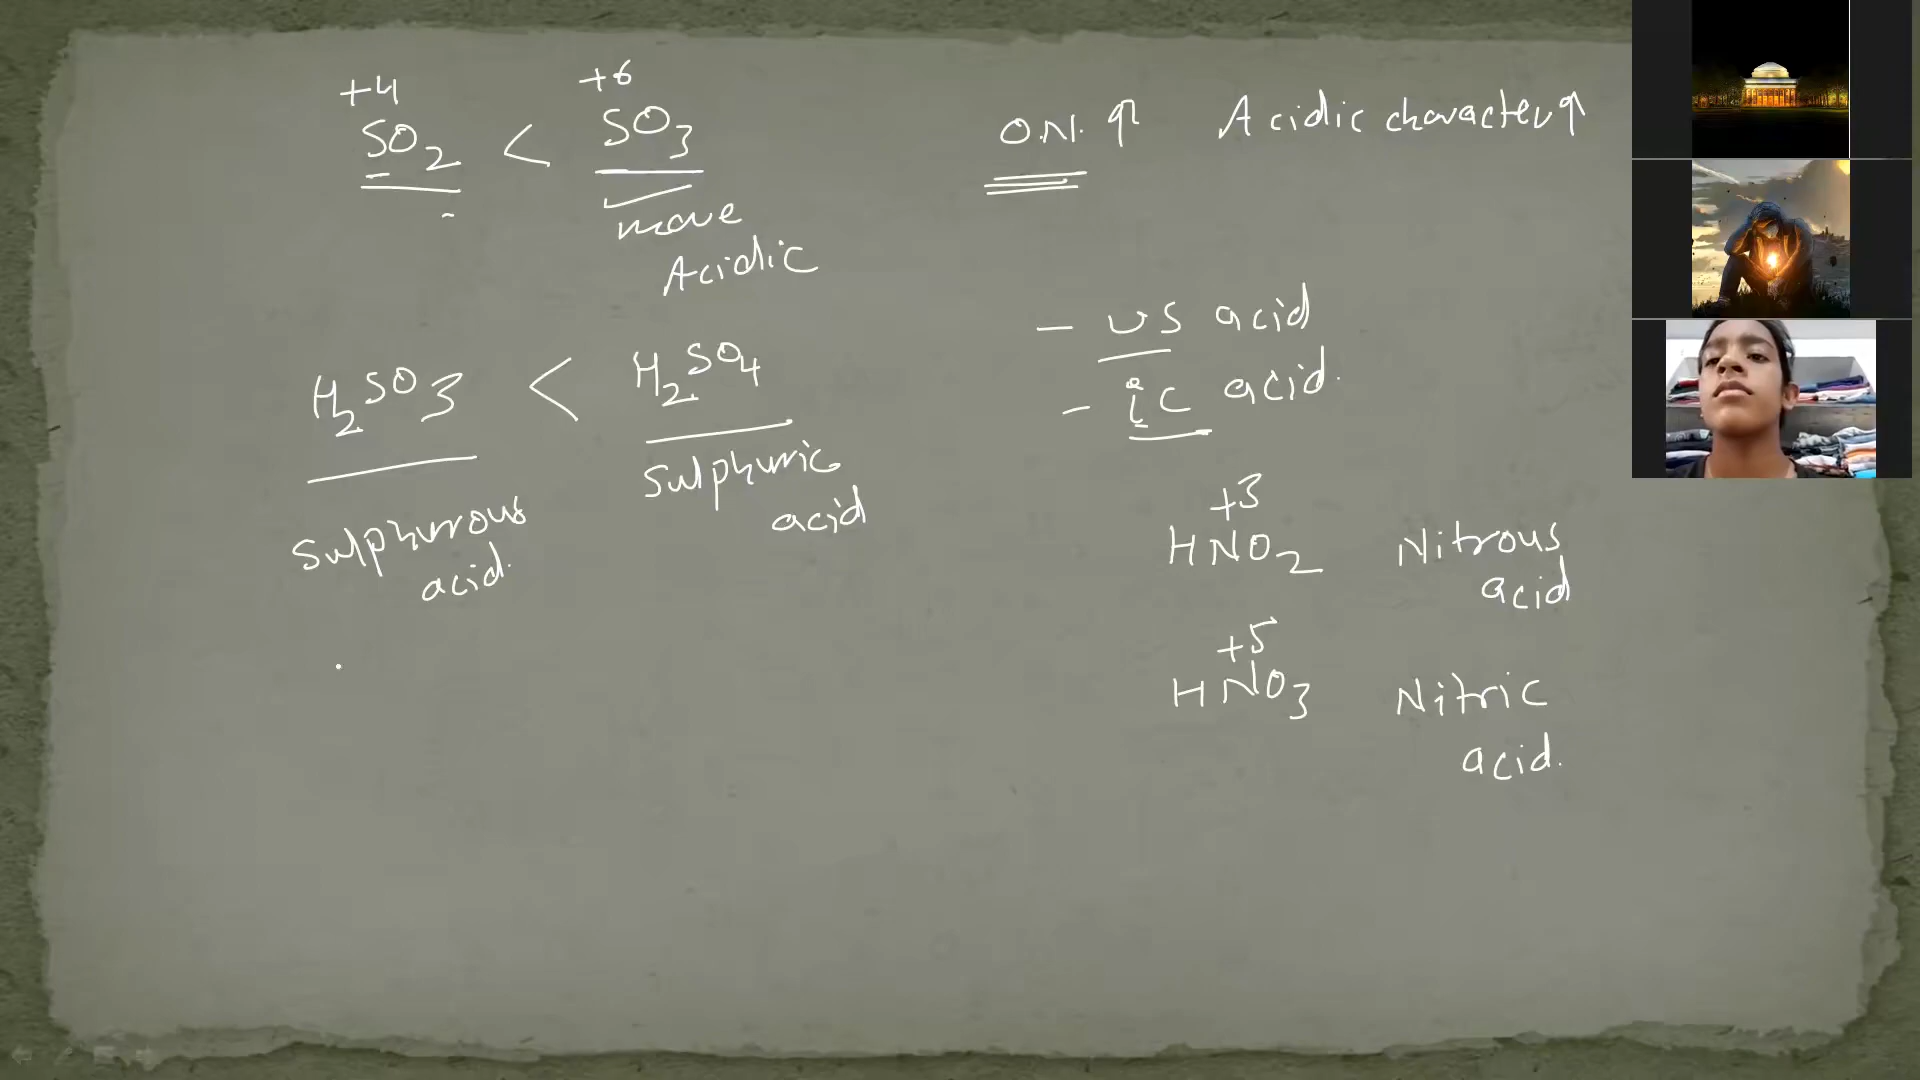 +4 +6
SO2 < SO3
more
Acidic
O.N. ↑ Acidic character ↑
H2SO3 < H2SO4
Sulphurous
acid.
Sulphuric
acid
- us acid
- ic acid.
+3
HNO2 Nitrous
acid
+5
HNO3 Nitric
acid.